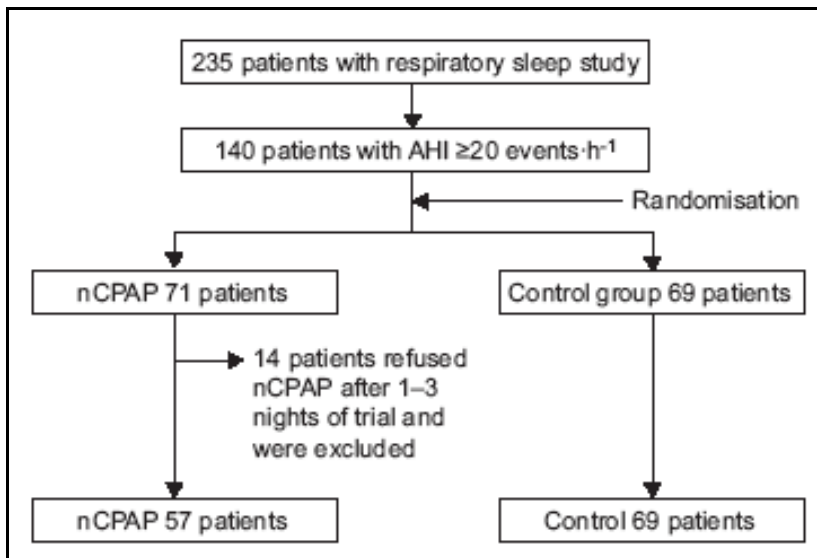 235 patients with respiratory sleep study
140 patients with AHI ≥20 events·h⁻¹
Randomisation
nCPAP 71 patients
Control group 69 patients
14 patients refused
nCPAP after 1–3
nights of trial and
were excluded
nCPAP 57 patients
Control 69 patients